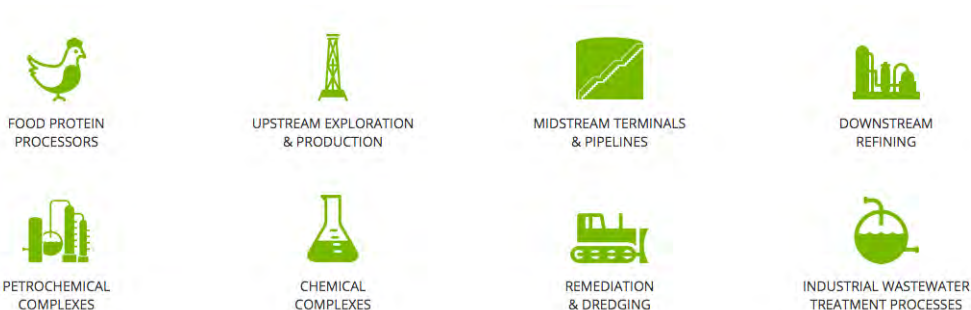 FOOD PROTEIN
PROCESSORS
UPSTREAM EXPLORATION
& PRODUCTION
MIDSTREAM TERMINALS
& PIPELINES
DOWNSTREAM
REFINING
PETROCHEMICAL
COMPLEXES
CHEMICAL
COMPLEXES
REMEDIATION
& DREDGING
INDUSTRIAL WASTEWATER
TREATMENT PROCESSES